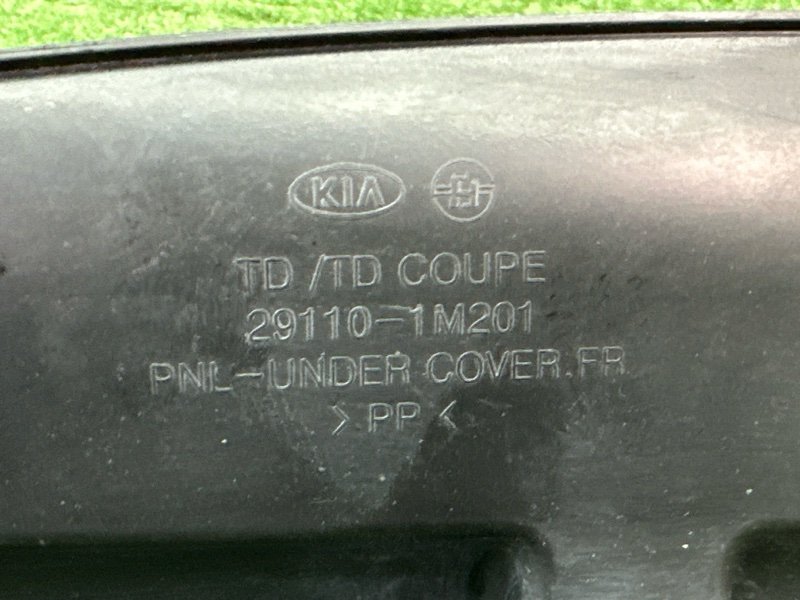 KIA
TD /TD COUPE
29110-1M201
PNL-UNDER COVER.FR
>PP<